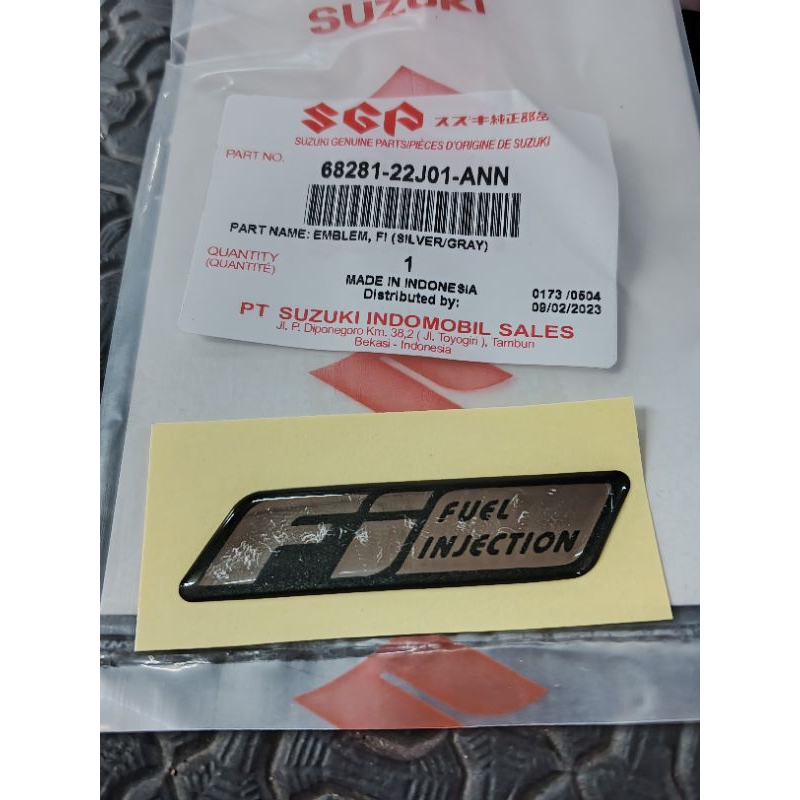 SUZUKI
SGP スズキ純正部品
SUZUKI GENUINE PARTS/PIÈCES D'ORIGINE DE SUZUKI
PART NO. 68281-22J01-ANN
PART NAME: EMBLEM, FI (SILVER/GRAY)
QUANTITY 1
(QUANTITÉ)
MADE IN INDONESIA 0173 /0504
Distributed by: 09/02/2023
PT SUZUKI INDOMOBIL SALES
Jl. P. Diponegoro Km. 38,2 ( Jl. Toyogiri ), Tambun
Bekasi - Indonesia
Fi FUEL
INJECTION